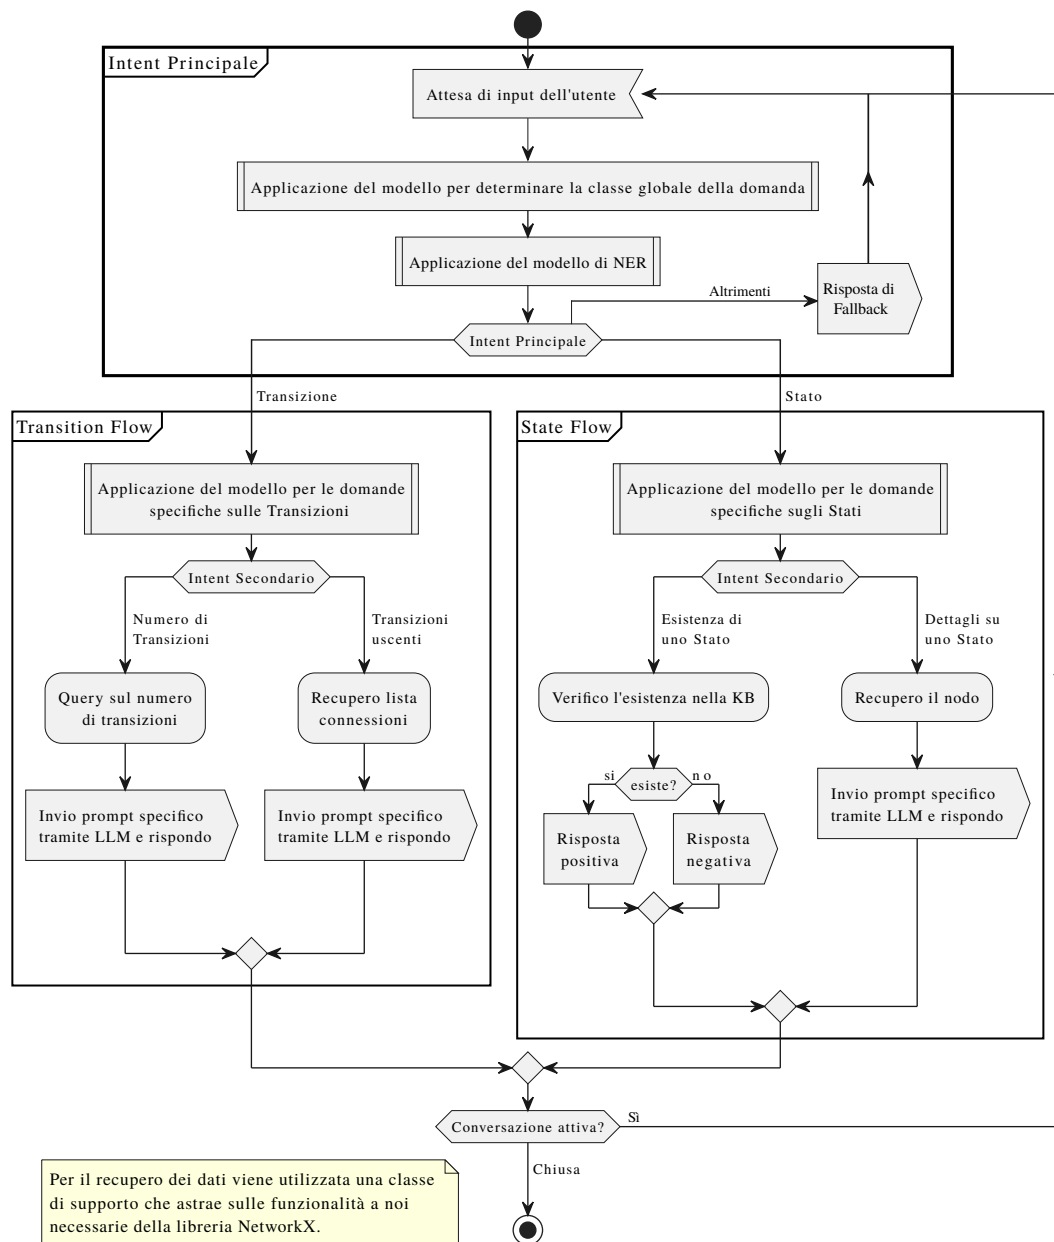 Intent Principale
Attesa di input dell'utente
Applicazione del modello per determinare la classe globale della domanda
Applicazione del modello di NER
Altrimenti
Risposta di
Fallback
Intent Principale
Transizione
Stato
Transition Flow
Applicazione del modello per le domande
specifiche sulle Transizioni
Intent Secondario
Numero di
Transizioni
Transizioni
uscenti
Query sul numero
di transizioni
Recupero lista
connessioni
Invio prompt specifico
tramite LLM e rispondo
Invio prompt specifico
tramite LLM e rispondo
State Flow
Applicazione del modello per le domande
specifiche sugli Stati
Intent Secondario
Esistenza di
uno Stato
Dettagli su
uno Stato
Verifico l'esistenza nella KB
Recupero il nodo
si
esiste?
no
Risposta
positiva
Risposta
negativa
Invio prompt specifico
tramite LLM e rispondo
Conversazione attiva?
Sì
Chiusa
Per il recupero dei dati viene utilizzata una classe
di supporto che astrae sulle funzionalità a noi
necessarie della libreria NetworkX.